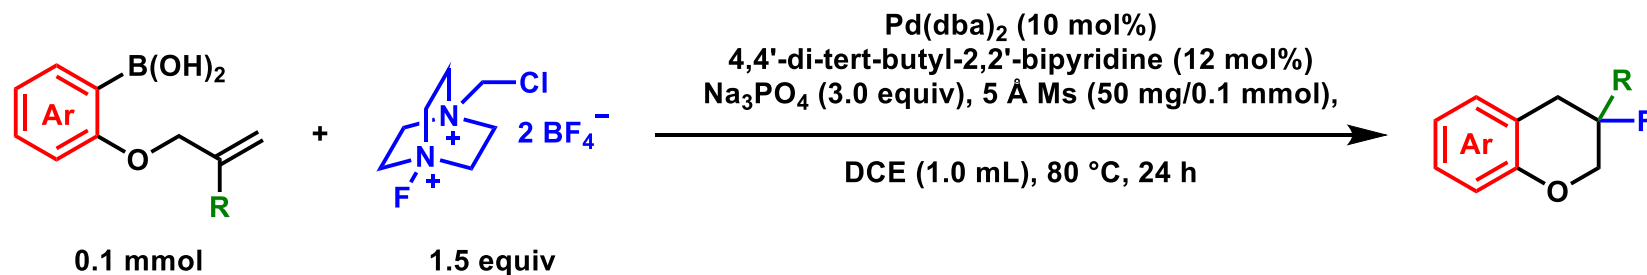 B(OH)₂
Ar
O
R
0.1 mmol
+
Cl
N
+
N
+
F
2 BF₄⁻
1.5 equiv
Pd(dba)₂ (10 mol%)
4,4'-di-tert-butyl-2,2'-bipyridine (12 mol%)
Na₃PO₄ (3.0 equiv), 5 Å Ms (50 mg/0.1 mmol),
DCE (1.0 mL), 80 °C, 24 h
R
F
Ar
O